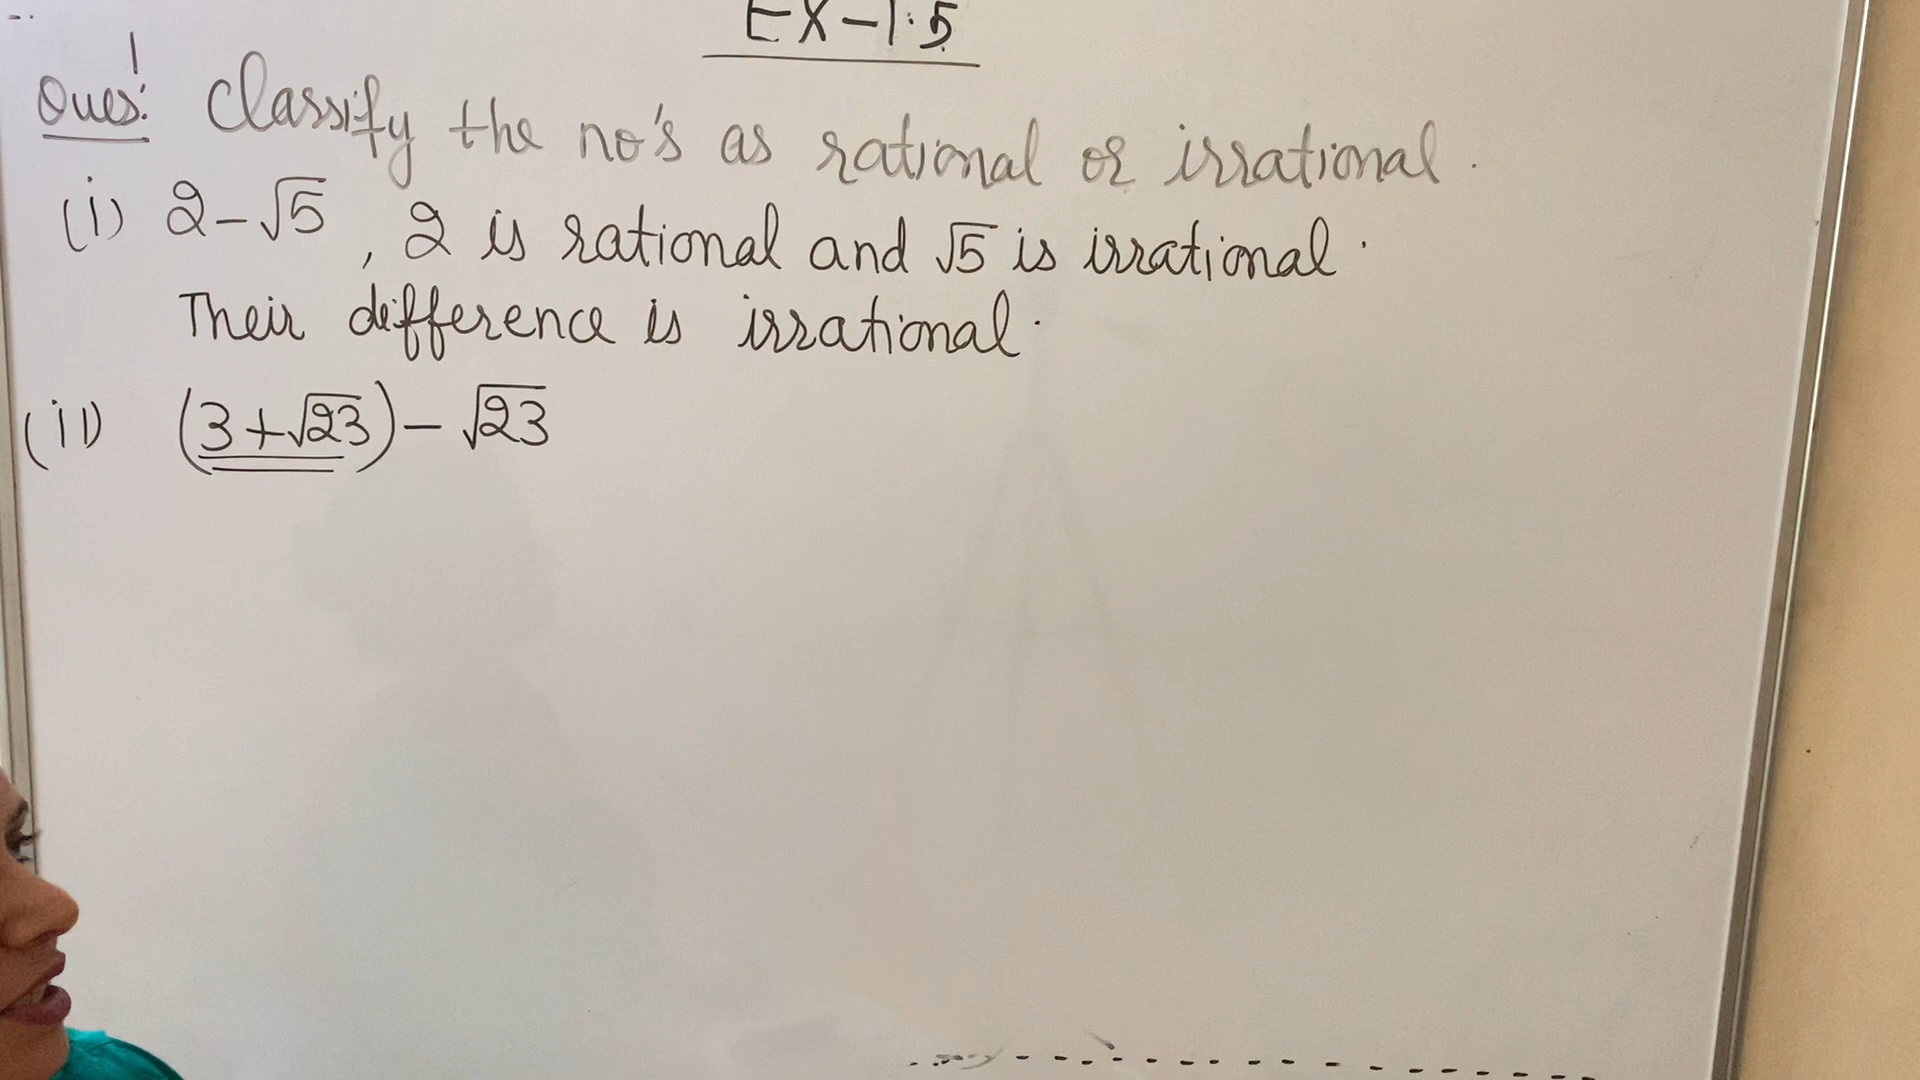 Ex-1.5
Ques! 1 Classify the no's as rational or irrational.
(i) 2-√5, 2 is rational and √5 is irrational.
Their difference is irrational.
(ii) (3+√23)-√23